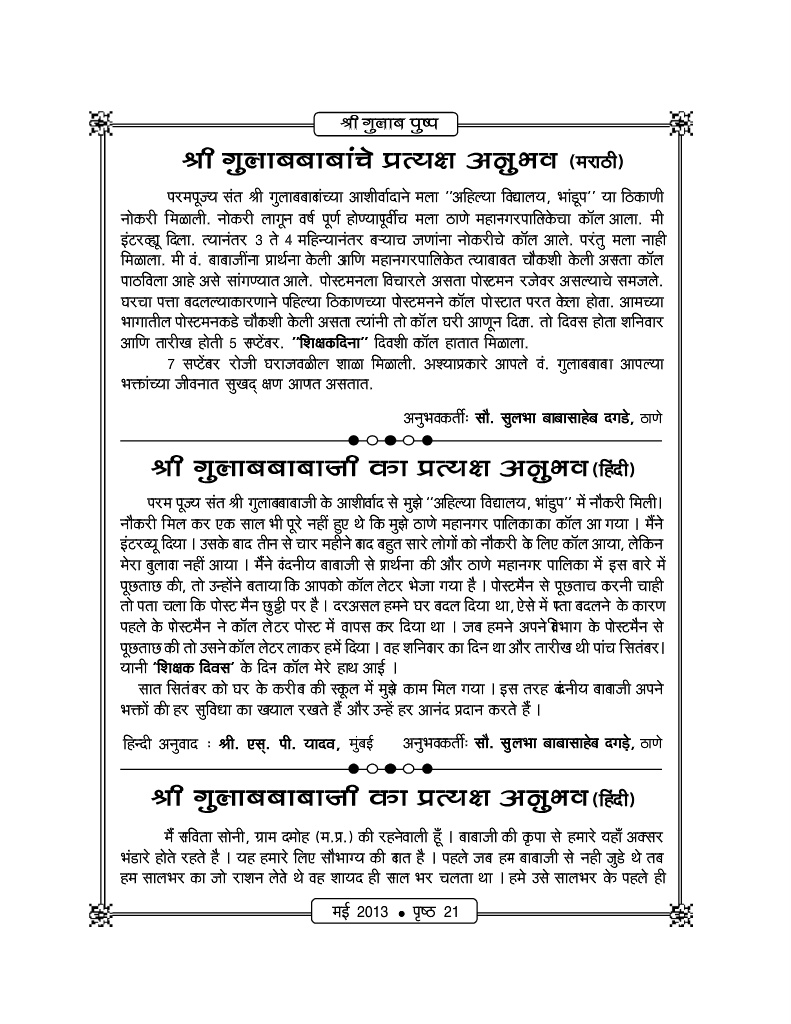 श्री गुलाब पुष्प
श्री गुलाबबाबांचे प्रत्यक्ष अनुभव (मराठी)
परमपूज्य संत श्री गुलाबबाबांच्या आशीर्वादाने मला "अहिल्या विद्यालय, भांडूप" या ठिकाणी
नोकरी मिळाली. नोकरी लागून वर्ष पूर्ण होण्यापूर्वीच मला ठाणे महानगरपालिकेचा कॉल आला. मी
इंटरव्ह्यू दिला. त्यानंतर 3 ते 4 महिन्यानंतर बऱ्याच जणांना नोकरीचे कॉल आले. परंतु मला नाही
मिळाला. मी वं. बाबाजींना प्रार्थना केली आणि महानगरपालिकेत त्याबाबत चौकशी केली असता कॉल
पाठविला आहे असे सांगण्यात आले. पोस्टमनला विचारले असता पोस्टमन रजेवर असल्याचे समजले.
घरचा पत्ता बदलल्याकारणाने पहिल्या ठिकाणच्या पोस्टमनने कॉल पोस्टात परत केला होता. आमच्या
भागातील पोस्टमनकडे चौकशी केली असता त्यांनी तो कॉल घरी आणून दिला. तो दिवस होता शनिवार
आणि तारीख होती 5 सप्टेंबर. "शिक्षकदिना" दिवशी कॉल हातात मिळाला.
7 सप्टेंबर रोजी घराजवळील शाळा मिळाली. अश्याप्रकारे आपले वं. गुलाबबाबा आपल्या
भक्तांच्या जीवनात सुखद् क्षण आणत असतात.
अनुभवकर्ती: सौ. सुलभा बाबासाहेब दगडे, ठाणे
श्री गुलाबबाबाजी का प्रत्यक्ष अनुभव (हिंदी)
परम पूज्य संत श्री गुलाबबाबाजी के आशीर्वाद से मुझे "अहिल्या विद्यालय, भांडुप" में नौकरी मिली।
नौकरी मिल कर एक साल भी पूरे नहीं हुए थे कि मुझे ठाणे महानगर पालिका का कॉल आ गया । मैंने
इंटरव्यू दिया । उसके बाद तीन से चार महीने बाद बहुत सारे लोगों को नौकरी के लिए कॉल आया, लेकिन
मेरा बुलावा नहीं आया । मैंने वंदनीय बाबाजी से प्रार्थना की और ठाणे महानगर पालिका में इस बारे में
पूछताछ की, तो उन्होंने बताया कि आपको कॉल लेटर भेजा गया है । पोस्टमैन से पूछताच करनी चाही
तो पता चला कि पोस्ट मैन छुट्टी पर है । दरअसल हमने घर बदल दिया था, ऐसे में पता बदलने के कारण
पहले के पोस्टमैन ने कॉल लेटर पोस्ट में वापस कर दिया था । जब हमने अपने विभाग के पोस्टमैन से
पूछताछ की तो उसने कॉल लेटर लाकर हमें दिया । वह शनिवार का दिन था और तारीख थी पांच सितंबर।
यानी 'शिक्षक दिवस' के दिन कॉल मेरे हाथ आई ।
सात सितंबर को घर के करीब की स्कूल में मुझे काम मिल गया । इस तरह वंदनीय बाबाजी अपने
भक्तों की हर सुविधा का खयाल रखते हैं और उन्हें हर आनंद प्रदान करते हैं ।
हिन्दी अनुवाद : श्री. एस्. पी. यादव, मुंबई अनुभवकर्ती: सौ. सुलभा बाबासाहेब दगड़े, ठाणे
श्री गुलाबबाबाजी का प्रत्यक्ष अनुभव (हिंदी)
मैं सविता सोनी, ग्राम दमोह (म.प्र.) की रहनेवाली हूँ । बाबाजी की कृपा से हमारे यहाँ अक्सर
भंडारे होते रहते है । यह हमारे लिए सौभाग्य की बात है । पहले जब हम बाबाजी से नही जुडे थे तब
हम सालभर का जो राशन लेते थे वह शायद ही साल भर चलता था । हमे उसे सालभर के पहले ही
मई 2013 ● पृष्ठ 21